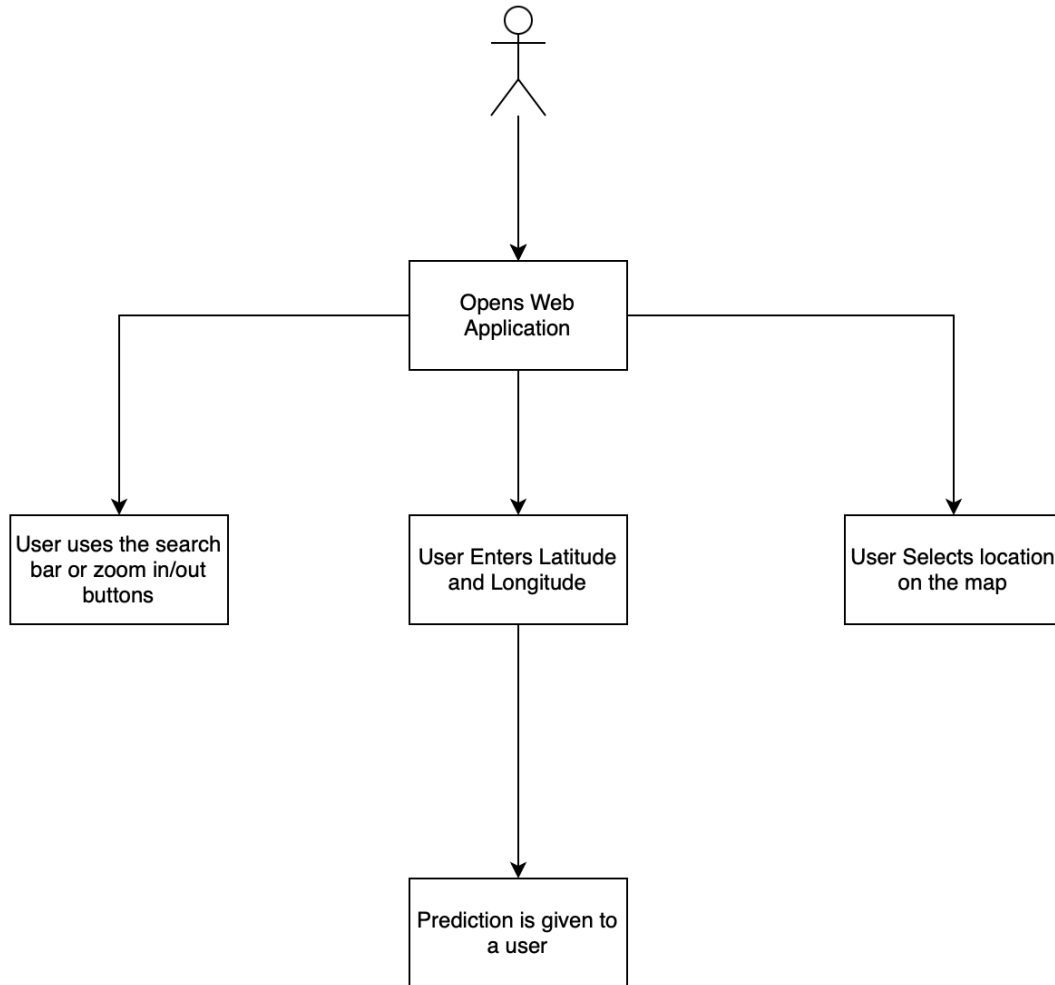 Opens Web
Application
User uses the search
bar or zoom in/out
buttons
User Enters Latitude
and Longitude
User Selects location
on the map
Prediction is given to
a user